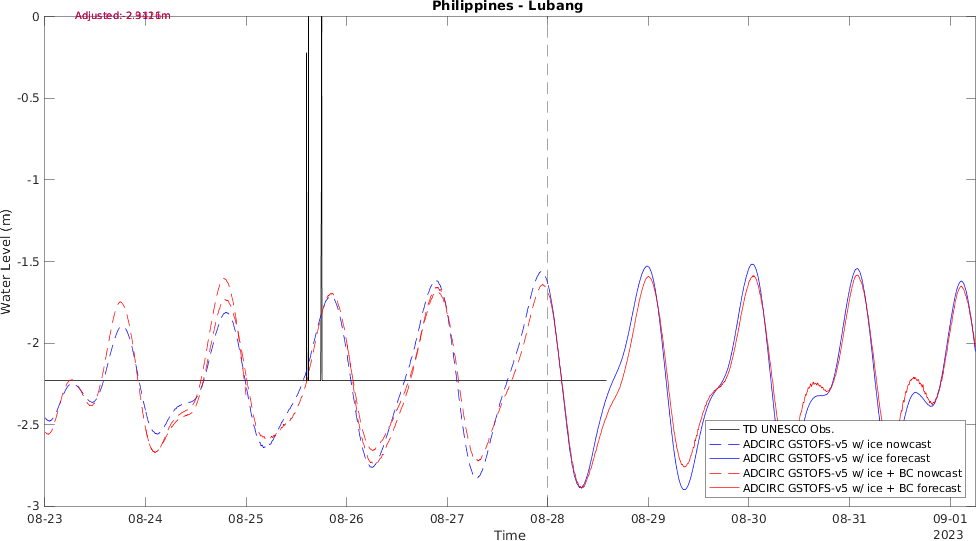 Philippines - Lubang
Adjusted:
Water Level (m)
0
-0.5
-1
-1.5
-2
-2.5
-3
08-23
08-24
08-25
08-26
08-27
08-28
08-29
08-30
08-31
09-01
Time
2023
TD UNESCO Obs.
ADCIRC GSTOFS-v5 w/ ice nowcast
ADCIRC GSTOFS-v5 w/ ice forecast
ADCIRC GSTOFS-v5 w/ ice + BC nowcast
ADCIRC GSTOFS-v5 w/ ice + BC forecast